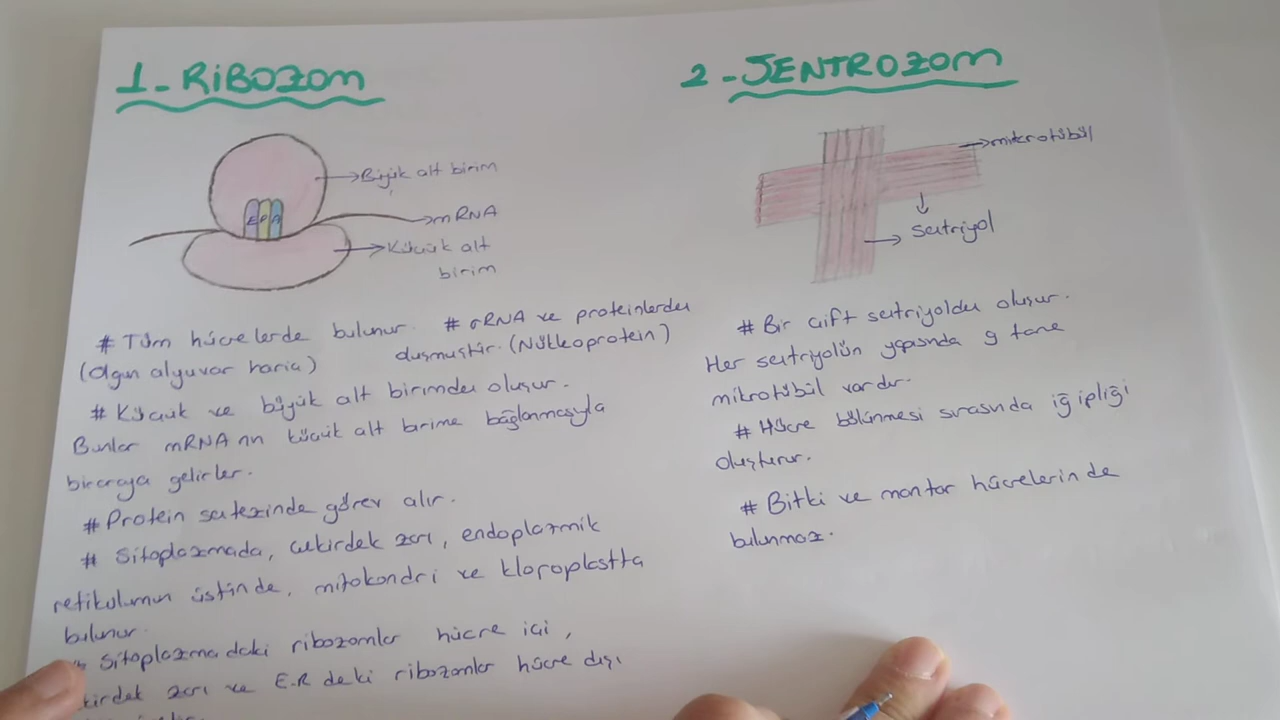 1-RİBOZOM
Büyük alt birim
E P A
mRNA
Küçük alt
birim
# Tüm hücrelerde bulunur.
(Olgun alyuvar hariç)
# rRNA ve proteinlerden
oluşmuştur. (Nükleoprotein)
# Küçük ve büyük alt birimden oluşur.
Bunlar mRNA nın küçük alt birime bağlanmasıyla
biraraya gelirler.
# Protein sentezinde görev alır.
# Sitoplazmada, çekirdek zarı, endoplazmik
retikulumun üstünde, mitokondri ve kloroplastta
bulunur.
Sitoplazmadaki ribozomlar hücre içi,
zarı ve E.R deki ribozomlar hücre dışı
2-SENTROZOM
mikrotübül
sentriyol
# Bir çift sentriyolden oluşur.
Her sentriyolün yapısında 9 tane
mikrotübül vardır.
# Hücre bölünmesi sırasında iğ ipliği
oluşturur.
# Bitki ve mantar hücrelerinde
bulunmaz.